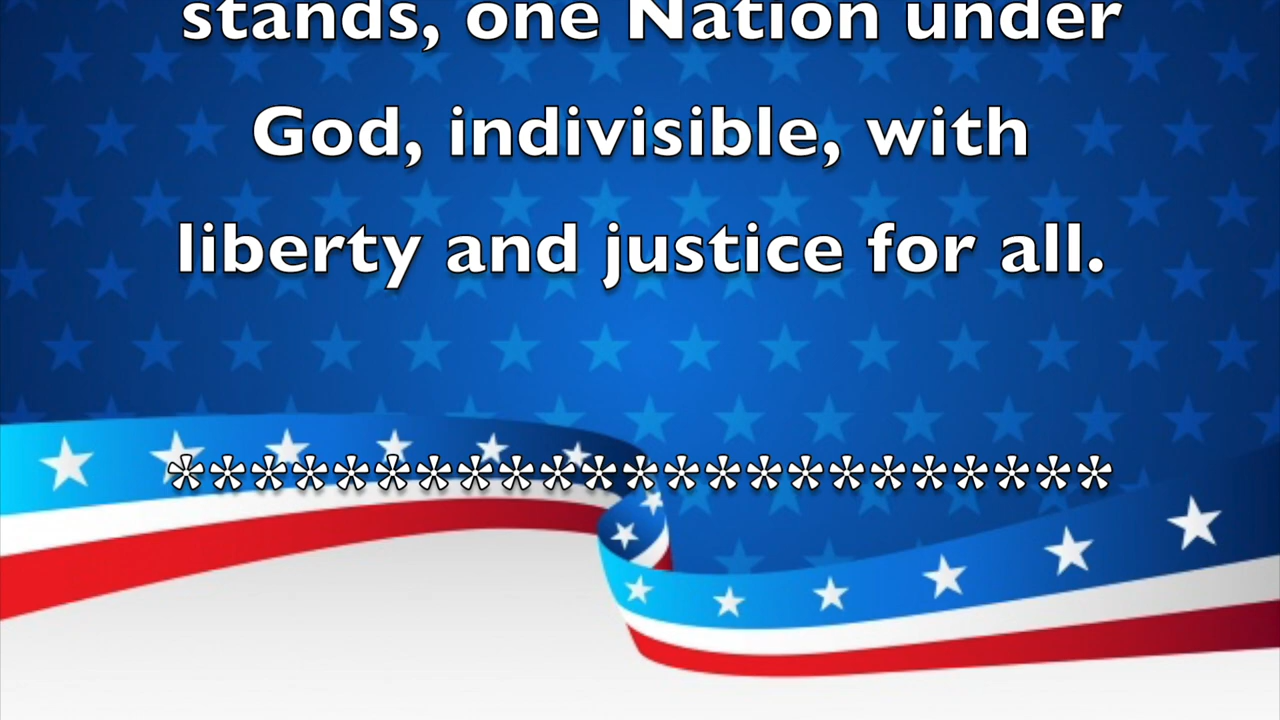 stands, one Nation under
God, indivisible, with
liberty and justice for all.
***********************